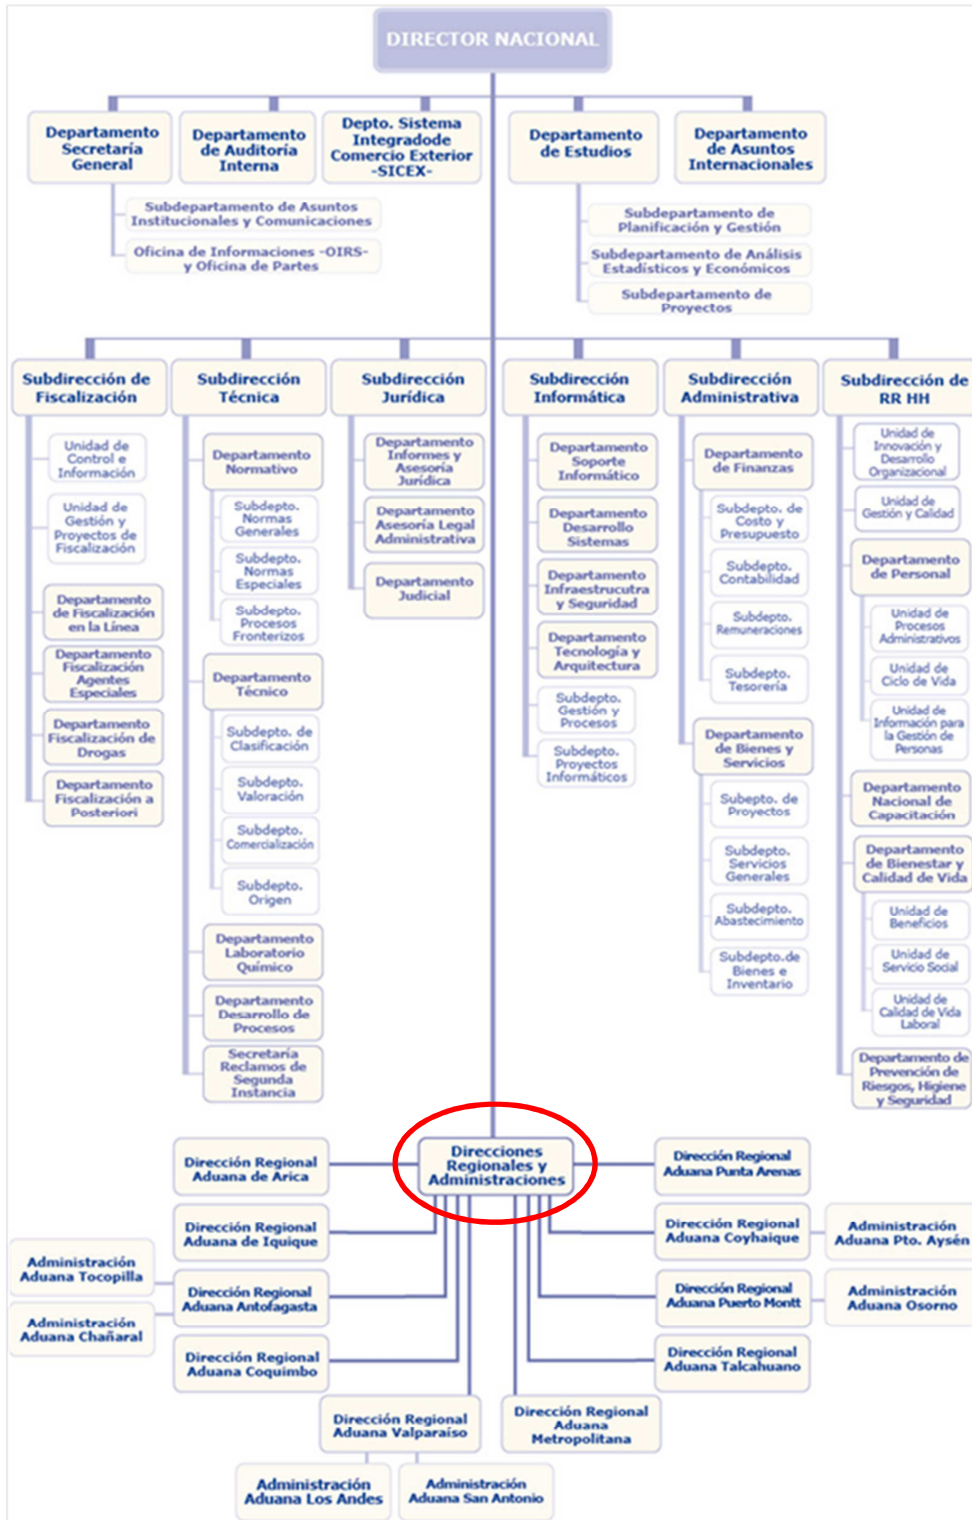 DIRECTOR NACIONAL
Departamento
Secretaría
General
Departamento
de Auditoría
Interna
Depto. Sistema
Integradode
Comercio Exterior
-SICEX-
Departamento
de Estudios
Departamento
de Asuntos
Internacionales
Subdepartamento de Asuntos
Institucionales y Comunicaciones
Oficina de Informaciones -OIRS-
y Oficina de Partes
Subdepartamento de
Planificación y Gestión
Subdepartamento de Análisis
Estadísticos y Económicos
Subdepartamento de
Proyectos
Subdirección de
Fiscalización
Unidad de
Control e
Información
Unidad de
Gestión y
Proyectos de
Fiscalización
Departamento
de Fiscalización
en la Línea
Departamento
Fiscalización
Agentes
Especiales
Departamento
Fiscalización de
Drogas
Departamento
Fiscalización a
Posteriori
Subdirección
Técnica
Departamento
Normativo
Subdepto.
Normas
Generales
Subdepto.
Normas
Especiales
Subdepto.
Procesos
Fronterizos
Departamento
Técnico
Subdepto. de
Clasificación
Subdepto.
Valoración
Subdepto.
Comercialización
Subdepto.
Origen
Departamento
Laboratorio
Químico
Departamento
Desarrollo de
Procesos
Secretaría
Reclamos de
Segunda
Instancia
Subdirección
Jurídica
Departamento
Informes y
Asesoría
Jurídica
Departamento
Asesoría Legal
Administrativa
Departamento
Judicial
Subdirección
Informática
Departamento
Soporte
Informático
Departamento
Desarrollo
Sistemas
Departamento
Infraestrucutra
y Seguridad
Departamento
Tecnología y
Arquitectura
Subdepto.
Gestión y
Procesos
Subdepto.
Proyectos
Informáticos
Subdirección
Administrativa
Departamento
de Finanzas
Subdepto. de
Costo y
Presupuesto
Subdepto.
Contabilidad
Subdepto.
Remuneraciones
Subdepto.
Tesorería
Departamento
de Bienes y
Servicios
Subepto. de
Proyectos
Subdepto.
Servicios
Generales
Subdepto.
Abastecimiento
Subdepto.de
Bienes e
Inventario
Subdirección de
RR HH
Unidad de
Innovación y
Desarrollo
Organizacional
Unidad de
Gestión y Calidad
Departamento
de Personal
Unidad de
Procesos
Administrativos
Unidad de
Ciclo de Vida
Unidad de
Información para
la Gestión de
Personas
Departamento
Nacional de
Capacitación
Departamento
de Bienestar y
Calidad de Vida
Unidad de
Beneficios
Unidad de
Servicio Social
Unidad de
Calidad de Vida
Laboral
Departamento de
Prevención de
Riesgos, Higiene
y Seguridad
Direcciones
Regionales y
Administraciones
Dirección Regional
Aduana de Arica
Dirección Regional
Aduana Punta Arenas
Dirección Regional
Aduana de Iquique
Dirección Regional
Aduana Coyhaique
Administración
Aduana Pto. Aysén
Administración
Aduana Tocopilla
Dirección Regional
Aduana Antofagasta
Administración
Aduana Chañaral
Dirección Regional
Aduana Puerto Montt
Administración
Aduana Osorno
Dirección Regional
Aduana Coquimbo
Dirección Regional
Aduana Talcahuano
Dirección Regional
Aduana Valparaíso
Dirección Regional
Aduana
Metropolitana
Administración
Aduana Los Andes
Administración
Aduana San Antonio